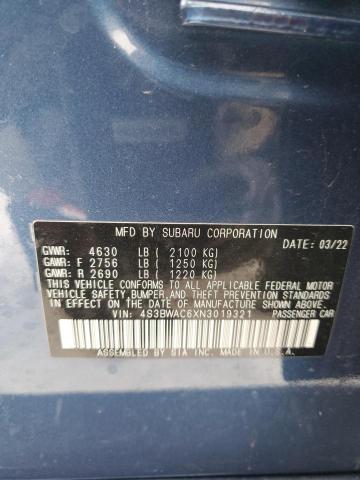 MFD BY SUBARU CORPORATION
DATE: 03/22
GVWR: 4630 LB ( 2100 KG)
GAWR: F 2756 LB ( 1250 KG)
GAWR: R 2690 LB ( 1220 KG)
THIS VEHICLE CONFORMS TO ALL APPLICABLE FEDERAL MOTOR
VEHICLE SAFETY, BUMPER, AND THEFT PREVENTION STANDARDS
IN EFFECT ON THE DATE OF MANUFACTURE SHOWN ABOVE.
VIN: 4S3BWAC6XN3019321 PASSENGER CAR
ASSEMBLED BY SIA INC. MADE IN U.S.A.